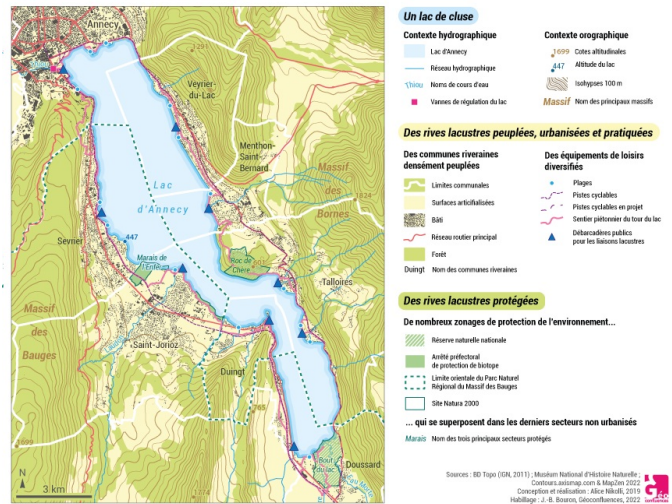 Annecy
1291
Veyrier-
du-Lac
Menthon-
Saint-
Bernard
Massif
des
Bornes
Lac
d'Annecy
447
Sevrier
Marais de
l'Enfer
Roc de
Chère
Talloires
Massif
des
Bauges
Saint-Jorioz
Duingt
765
1699
1774
Bout
du lac
Doussard
N
3 km
Un lac de cluse
Contexte hydrographique
Lac d'Annecy
Réseau hydrographique
Thiou
Noms de cours d'eau
Vannes de régulation du lac
Contexte orographique
1699
Cotes altitudinales
447
Altitude du lac
Isohypses 100 m
Massif
Nom des principaux massifs
Des rives lacustres peuplées, urbanisées et pratiquées
Des communes riveraines
densément peuplées
Limites communales
Surfaces artificialisées
Bâti
Réseau routier principal
Forêt
Duingt
Nom des communes riveraines
Des équipements de loisirs
diversifiés
Plages
Pistes cyclables
Pistes cyclables en projet
Sentier piétonnier du tour du lac
Débarcadères publics
pour les liaisons lacustres
Des rives lacustres protégées
De nombreux zonages de protection de l'environnement...
Réserve naturelle nationale
Arrêté préfectoral
de protection de biotope
Limite orientale du Parc Naturel
Régional du Massif des Bauges
Site Natura 2000
... qui se superposent dans les derniers secteurs non urbanisés
Marais
Nom des trois principaux secteurs protégés
Sources : BD Topo (IGN, 2011) ; Muséum National d'Histoire Naturelle ;
Contours.axismap.com & MapZen 2022
Conception et réalisation : Alice Nikolli, 2019
Habillage : J.-B. Bouron, Géoconfluences, 2022